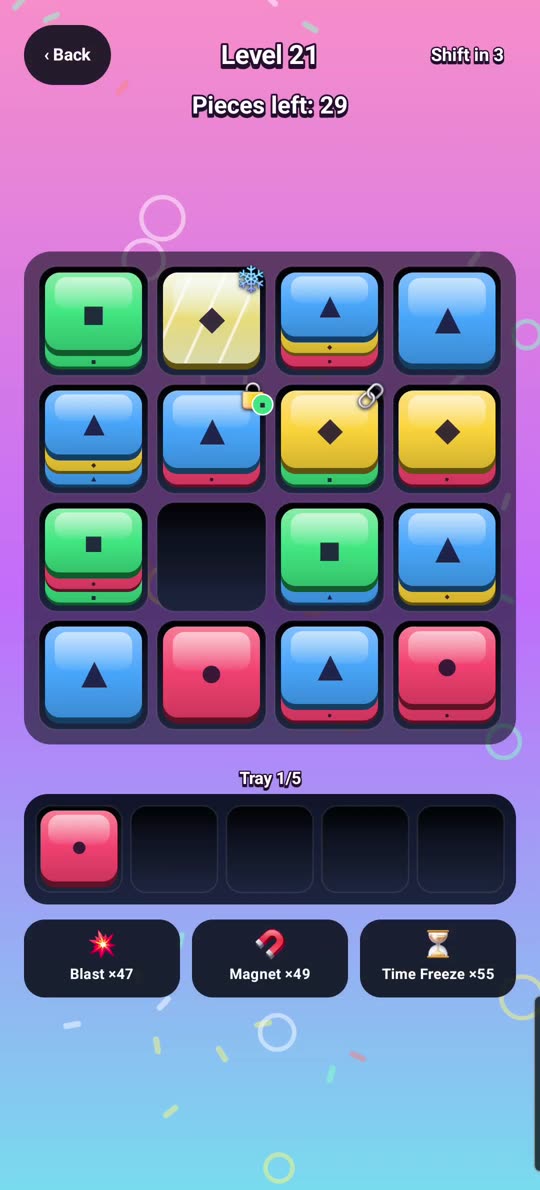 ‹ Back
Level 21
Shift in 3
Pieces left: 29
Tray 1/5
Blast ×47
Magnet ×49
Time Freeze ×55